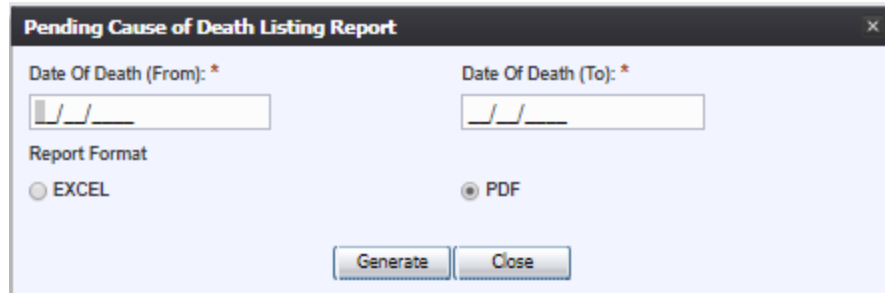 Pending Cause of Death Listing Report ×
Date Of Death (From): * Date Of Death (To): *
__/__/____ __/__/____
Report Format
EXCEL PDF
Generate Close